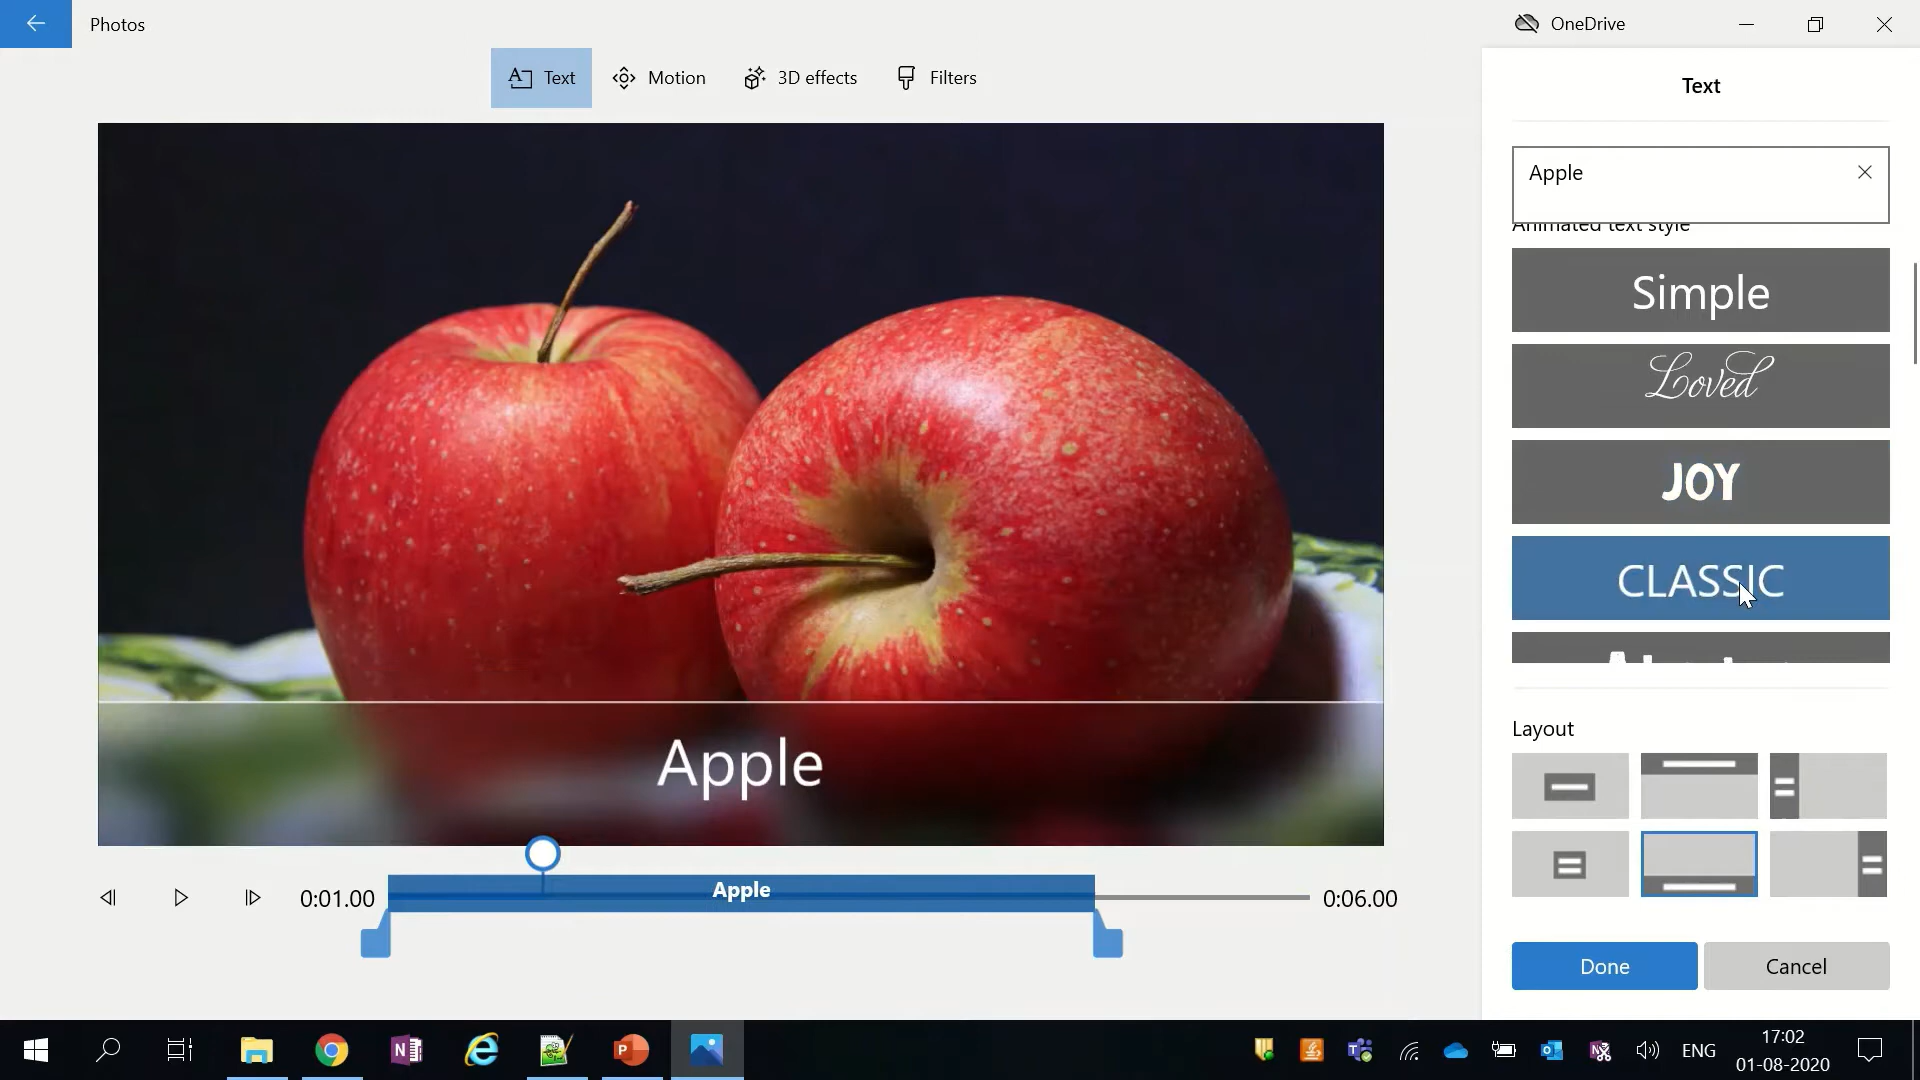 Photos
OneDrive
Text
Motion
3D effects
Filters
Text
Apple
Animated text style
Simple
Loved
JOY
CLASSIC
Apple
Layout
0:01.00
Apple
0:06.00
Done
Cancel
ENG
17:02
01-08-2020